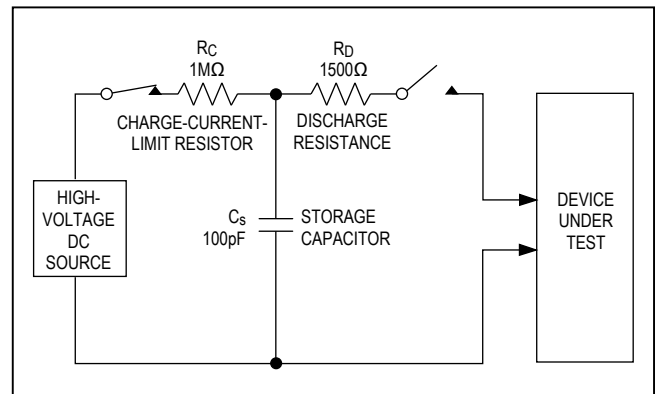 RC
1MΩ
CHARGE-CURRENT-
LIMIT RESISTOR
RD
1500Ω
DISCHARGE
RESISTANCE
HIGH-
VOLTAGE
DC
SOURCE
Cs
100pF
STORAGE
CAPACITOR
DEVICE
UNDER
TEST